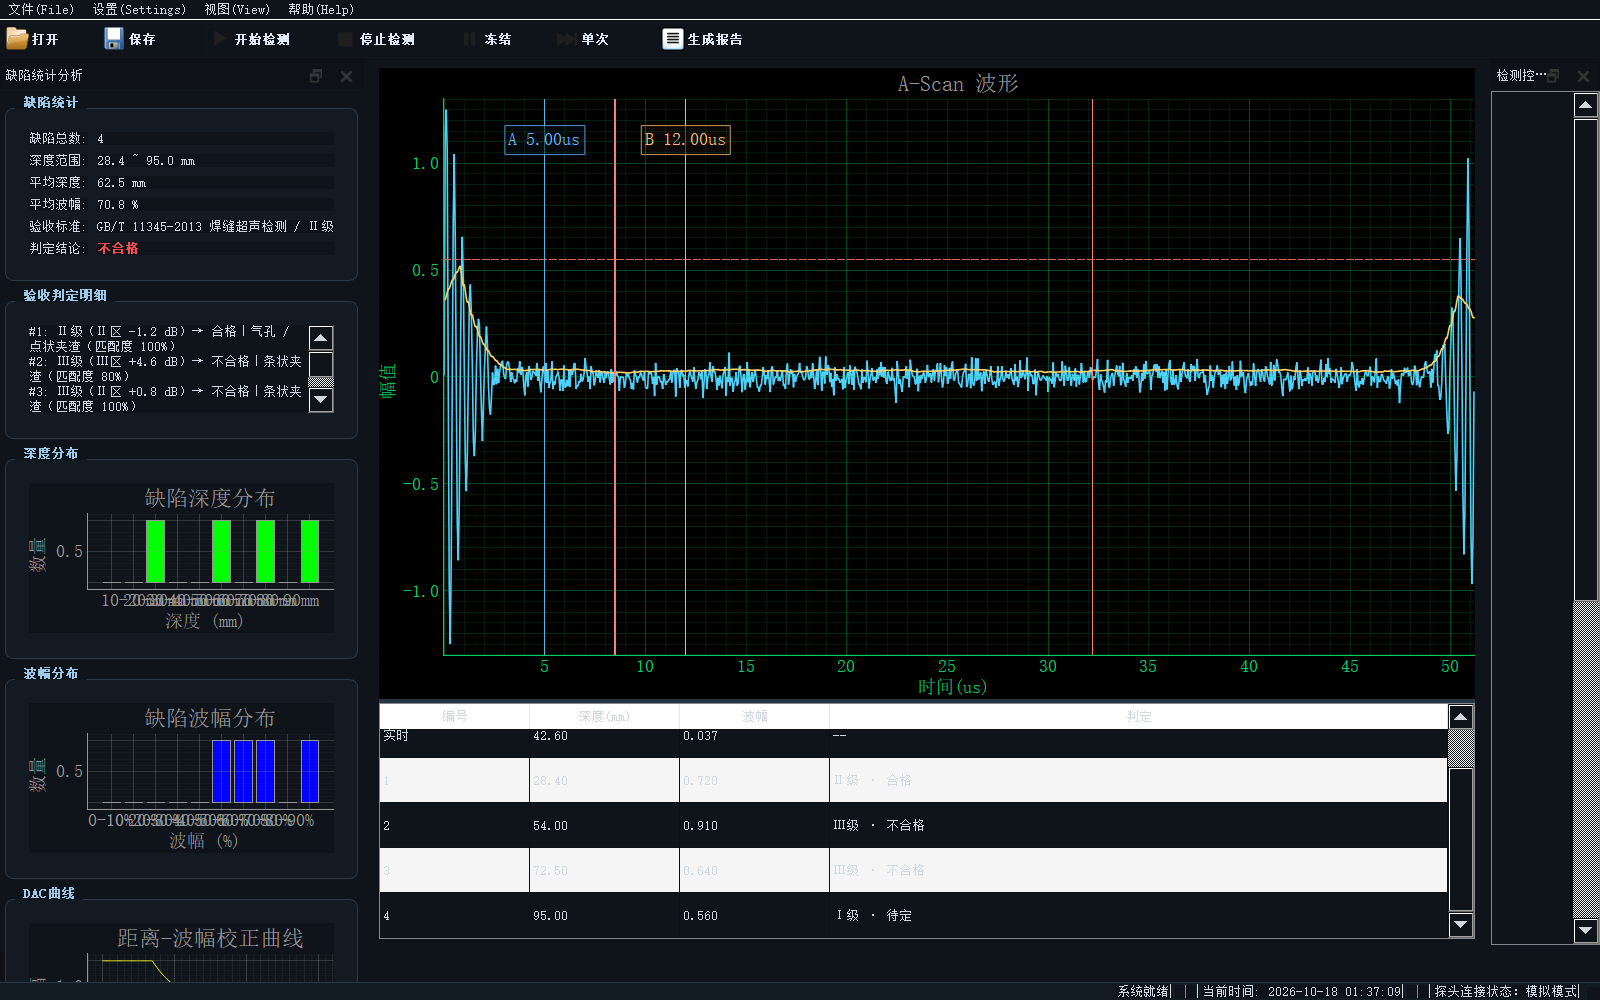 文件(File) 设置(Settings) 视图(View) 帮助(Help)
打开 保存 开始检测 停止检测 冻结 单次 生成报告
缺陷统计分析
缺陷统计
缺陷总数: 4
深度范围: 28.4 ~ 95.0 mm
平均深度: 62.5 mm
平均波幅: 70.8 %
验收标准: GB/T 11345-2013 焊缝超声检测 / Ⅱ级
判定结论: 不合格
验收判定明细
#1: Ⅱ级（Ⅱ区 -1.2 dB）→ 合格｜气孔 /
点状夹渣（匹配度 100%）
#2: Ⅲ级（Ⅲ区 +4.6 dB）→ 不合格｜条状夹
渣（匹配度 80%）
#3: Ⅲ级（Ⅱ区 +0.8 dB）→ 不合格｜条状夹
渣（匹配度 100%）
深度分布
缺陷深度分布
数量
0.5
深度 (mm)
波幅分布
缺陷波幅分布
数量
0.5
波幅 (%)
DAC曲线
距离-波幅校正曲线
A-Scan 波形
A 5.00us
B 12.00us
幅值
1.0
0.5
0
-0.5
-1.0
5 10 15 20 25 30 35 40 45 50
时间(us)
编号 深度(mm) 波幅 判定
实时 42.60 0.037 --
1 28.40 0.720 Ⅱ级 · 合格
2 54.00 0.910 Ⅲ级 · 不合格
3 72.50 0.640 Ⅲ级 · 不合格
4 95.00 0.560 Ⅰ级 · 待定
检测控…
系统就绪| | |当前时间: 2026-10-18 01:37:09| | |探头连接状态: 模拟模式|